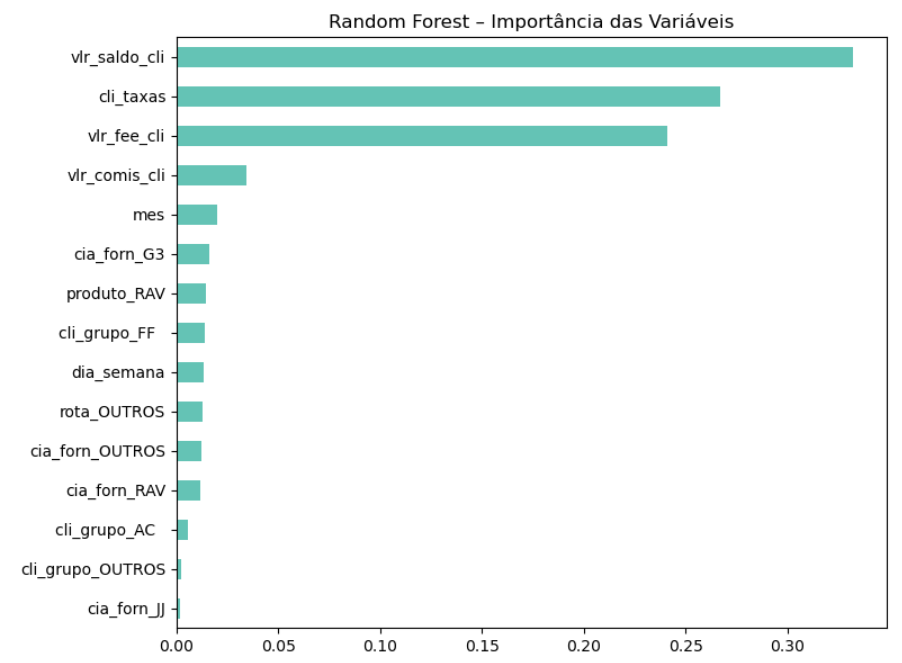 Random Forest – Importância das Variáveis
vlr_saldo_cli
cli_taxas
vlr_fee_cli
vlr_comis_cli
mes
cia_forn_G3
produto_RAV
cli_grupo_FF
dia_semana
rota_OUTROS
cia_forn_OUTROS
cia_forn_RAV
cli_grupo_AC
cli_grupo_OUTROS
cia_forn_JJ
0.00 0.05 0.10 0.15 0.20 0.25 0.30